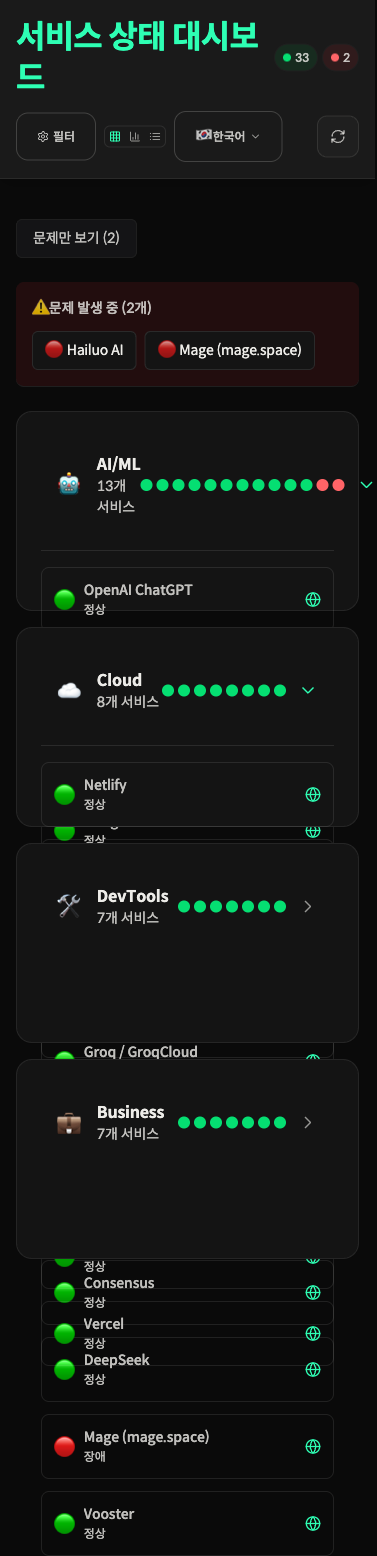 서비스 상태 대시보
드
33
2
필터
한국어
문제만 보기 (2)
문제 발생 중 (2개)
Hailuo AI
Mage (mage.space)
AI/ML
13개
서비스
OpenAI ChatGPT
정상
Cloud
8개 서비스
Netlify
정상
정상
DevTools
7개 서비스
Groq / GroqCloud
Business
7개 서비스
정상
Consensus
정상
Vercel
정상
DeepSeek
정상
Mage (mage.space)
장애
Vooster
정상